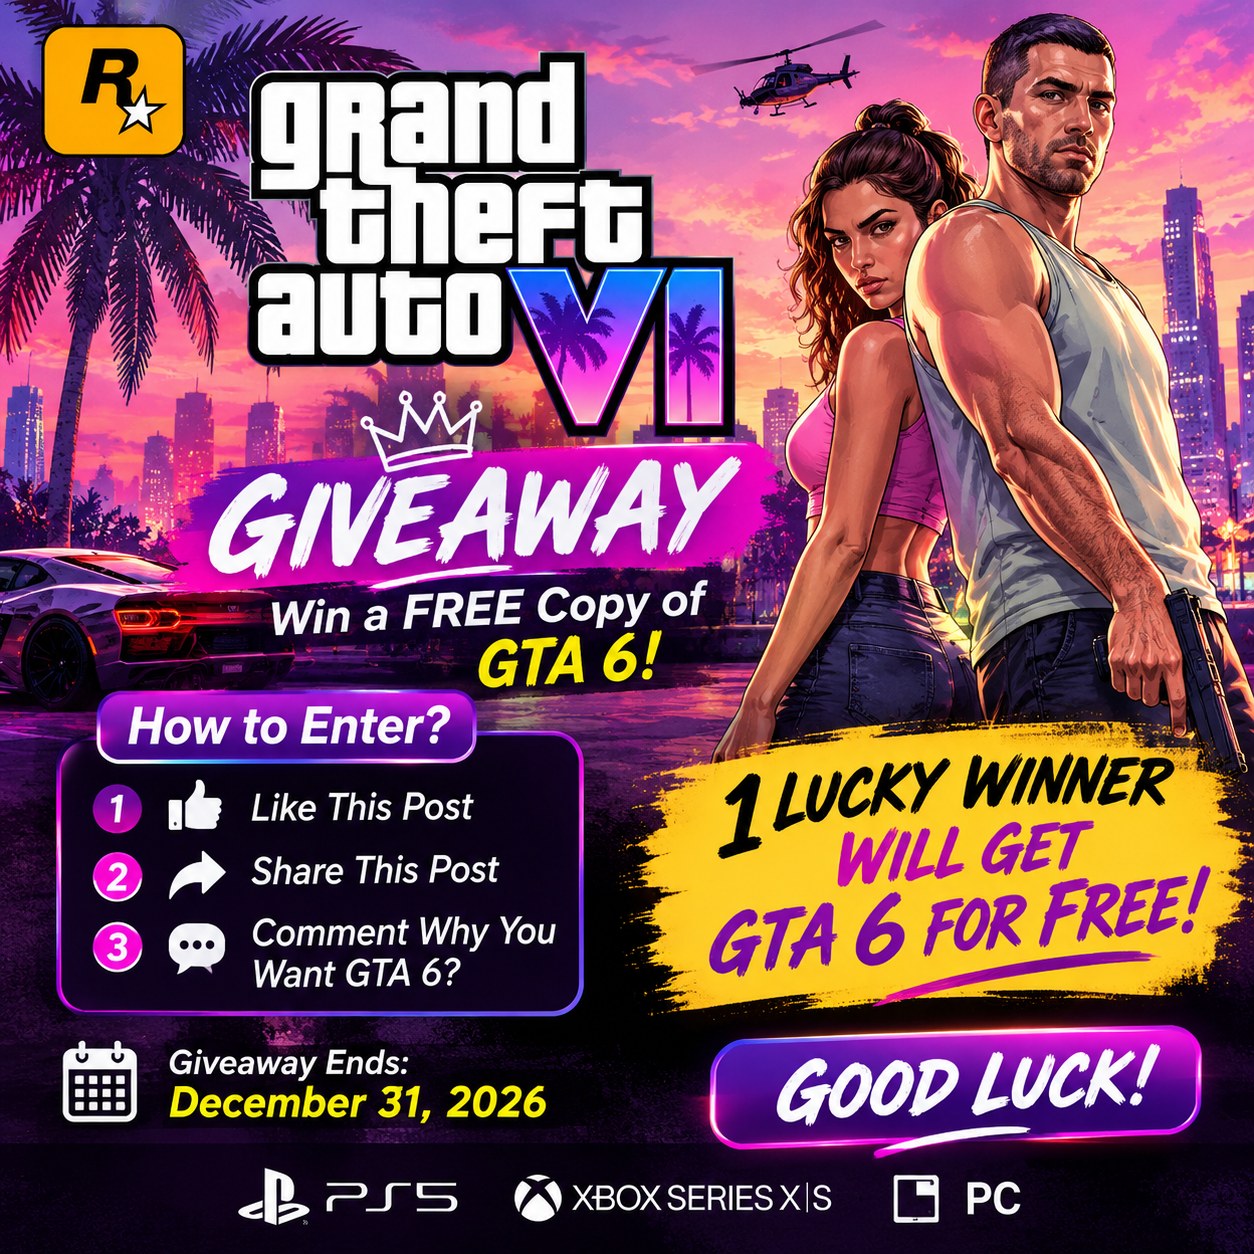 R
grand
theft
auto VI
GIVEAWAY
Win a FREE Copy of
GTA 6!
How to Enter?
1 Like This Post
2 Share This Post
3 Comment Why You
Want GTA 6?
Giveaway Ends:
December 31, 2026
1 LUCKY WINNER
WILL GET
GTA 6 FOR FREE!
GOOD LUCK!
PS5
XBOX SERIES X|S
PC